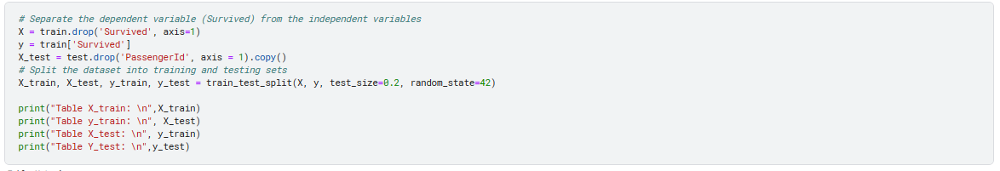 # Separate the dependent variable (Survived) from the independent variables
X = train.drop('Survived', axis=1)
y = train['Survived']
X_test = test.drop('PassengerId', axis = 1).copy()
# Split the dataset into training and testing sets
X_train, X_test, y_train, y_test = train_test_split(X, y, test_size=0.2, random_state=42)
print("Table X_train: \n",X_train)
print("Table y_train: \n", X_test)
print("Table X_test: \n", y_train)
print("Table Y_test: \n",y_test)